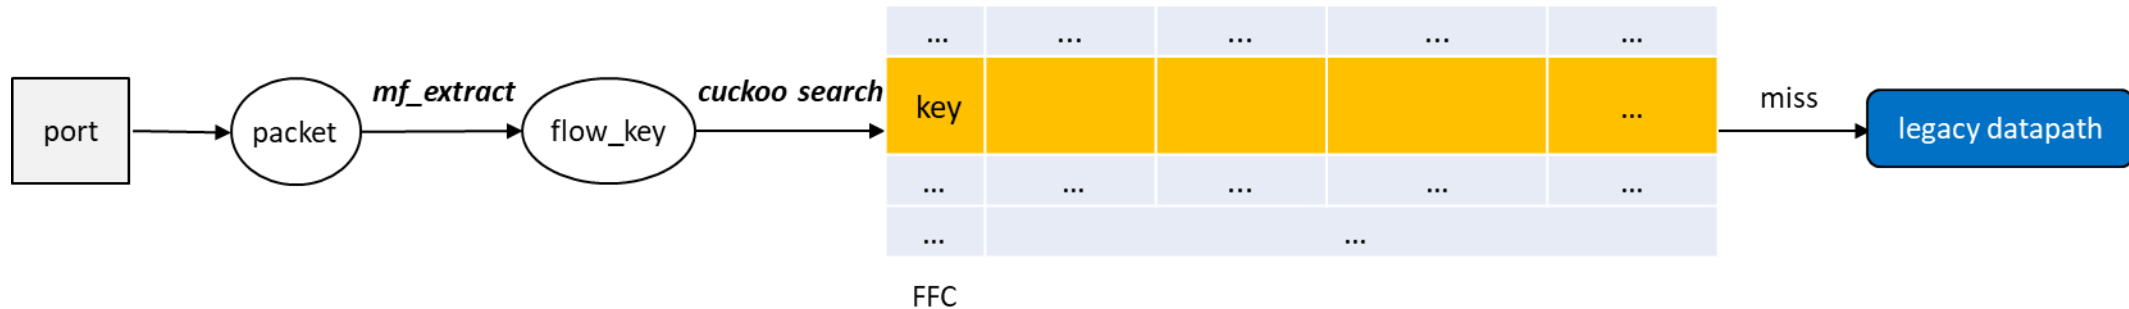 ... ... ... ... ...
port
packet
mf_extract
flow_key
cuckoo search
key ...
miss
legacy datapath
... ... ... ... ...
... ...
FFC